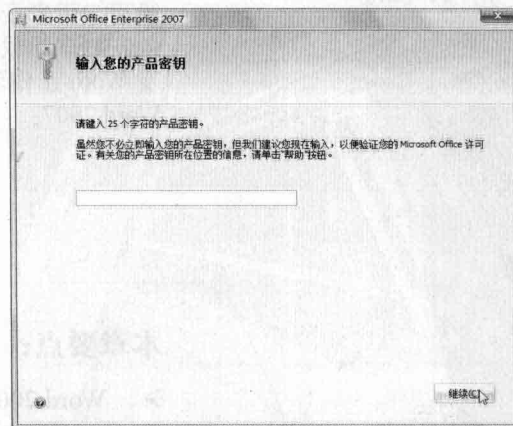 Microsoft Office Enterprise 2007
输入您的产品密钥
请键入 25 个字符的产品密钥。
虽然您不必立即输入您的产品密钥，但我们建议您现在输入，以便验证您的 Microsoft Office 许可
证。有关您的产品密钥所在位置的信息，请单击“帮助”按钮。
继续(C)